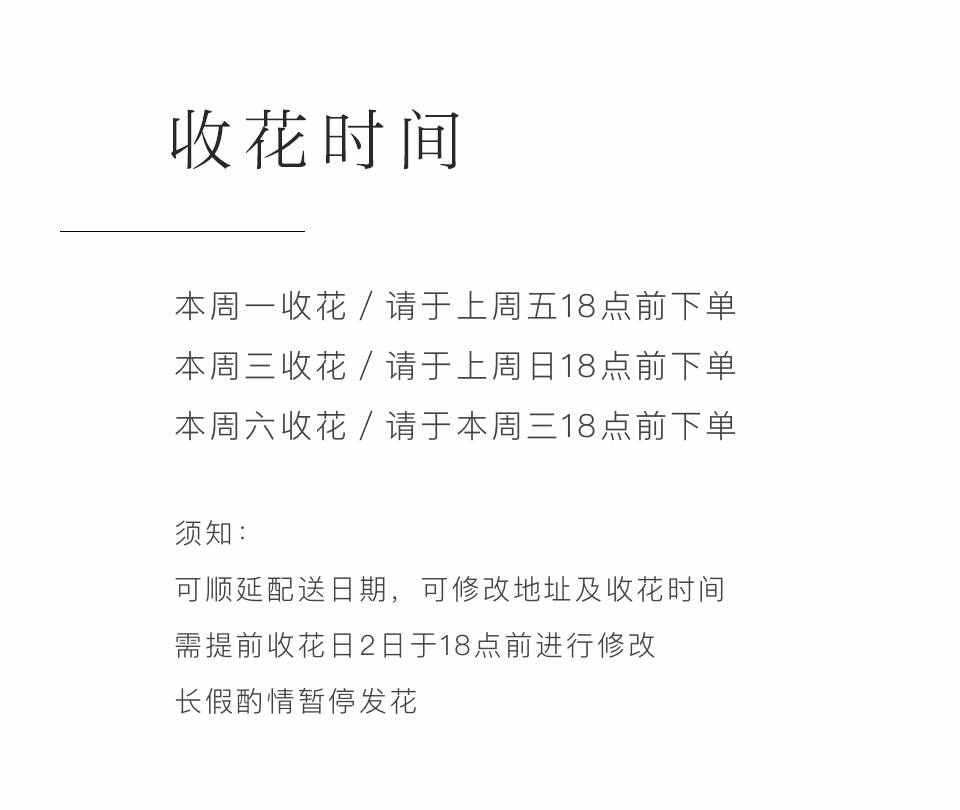 收花时间
本周一收花 / 请于上周五18点前下单
本周三收花 / 请于上周日18点前下单
本周六收花 / 请于本周三18点前下单
须知：
可顺延配送日期，可修改地址及收花时间
需提前收花日2日于18点前进行修改
长假酌情暂停发花